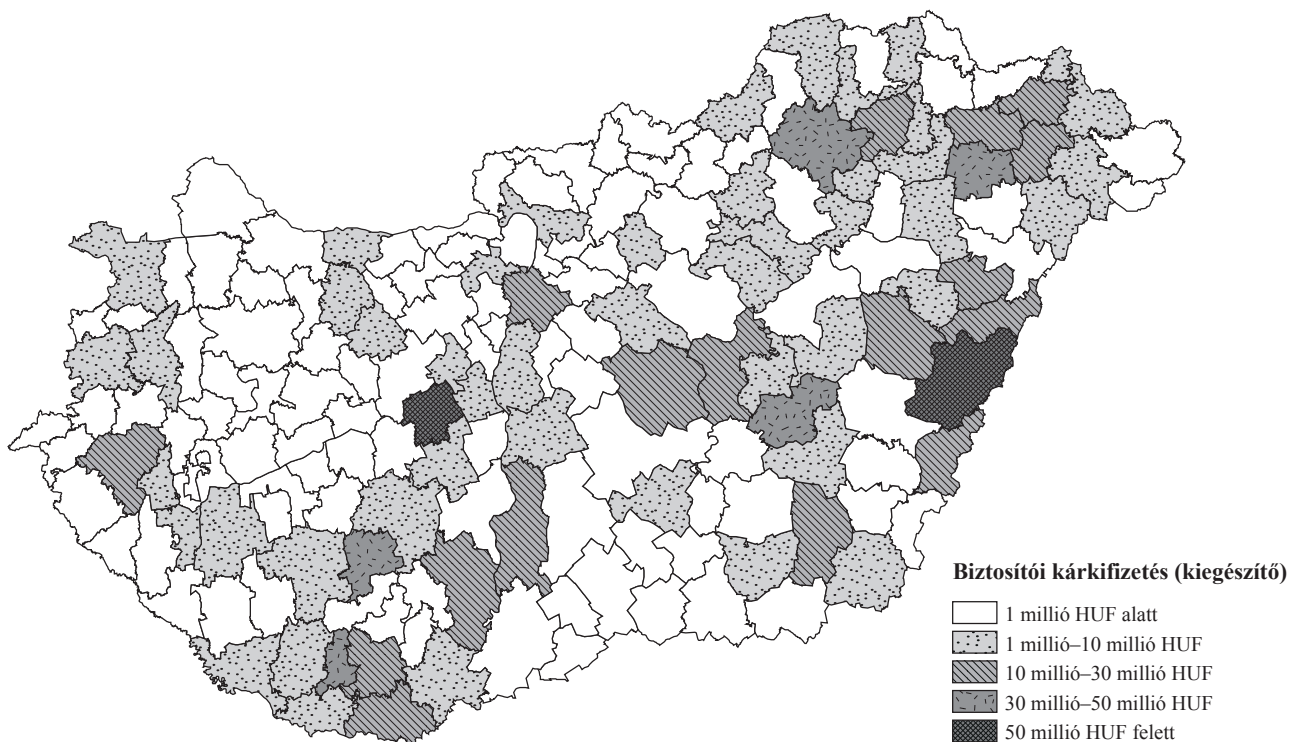 Biztosítói kárkifizetés (kiegészítő)
1 millió HUF alatt
1 millió–10 millió HUF
10 millió–30 millió HUF
30 millió–50 millió HUF
50 millió HUF felett